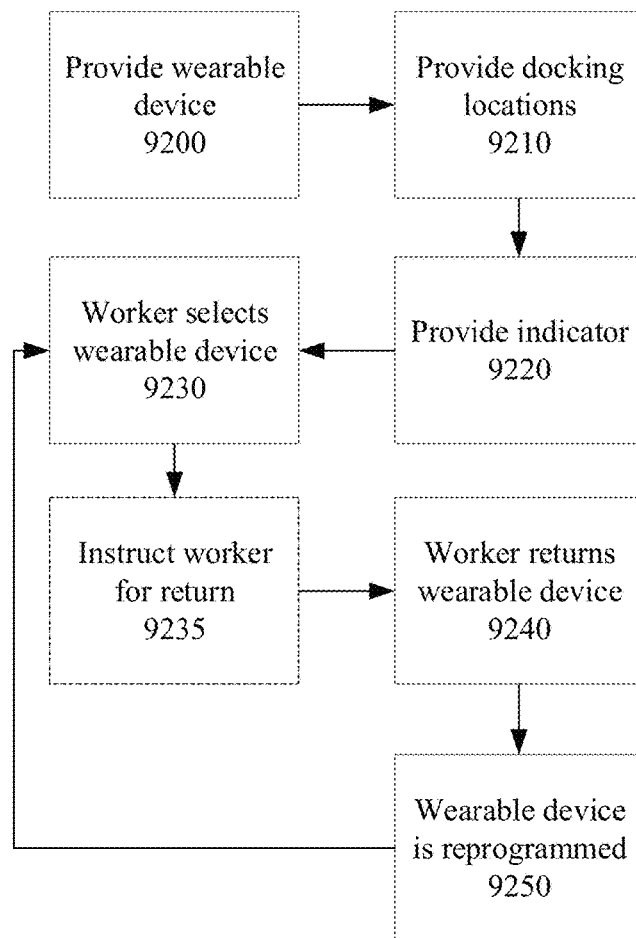 Provide wearable
device
9200
Provide docking
locations
9210
Worker selects
wearable device
9230
Provide indicator
9220
Instruct worker
for return
9235
Worker returns
wearable device
9240
Wearable device
is reprogrammed
9250